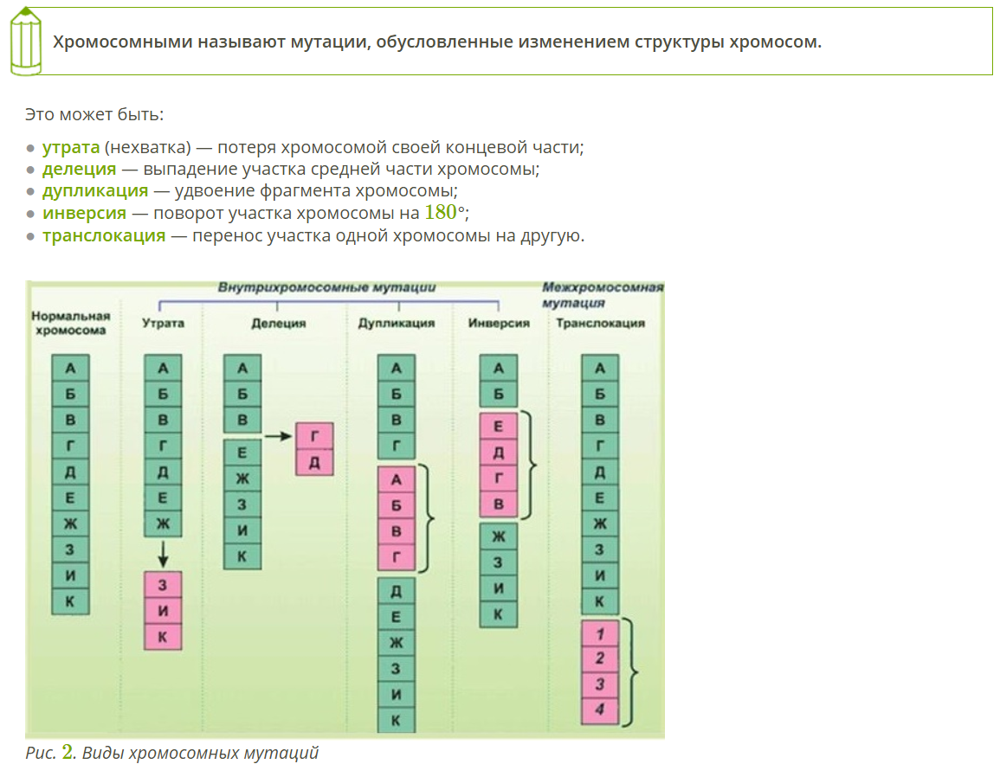 Хромосомными называют мутации, обусловленные изменением структуры хромосом.
Это может быть:
● утрата (нехватка) — потеря хромосомой своей концевой части;
● делеция — выпадение участка средней части хромосомы;
● дупликация — удвоение фрагмента хромосомы;
● инверсия — поворот участка хромосомы на 180°;
● транслокация — перенос участка одной хромосомы на другую.
Внутрихромосомные мутации
Межхромосомная
мутация
Нормальная
хромосома
Утрата
Делеция
Дупликация
Инверсия
Транслокация
А
Б
В
Г
Д
Е
Ж
З
И
К
А
Б
В
Г
Д
Е
Ж
З
И
К
А
Б
В
Г
Д
Е
Ж
З
И
К
А
Б
В
Г
А
Б
В
Г
Д
Е
Ж
З
И
К
А
Б
Е
Д
Г
В
Ж
З
И
К
А
Б
В
Г
Д
Е
Ж
З
И
К
1
2
3
4
Рис. 2. Виды хромосомных мутаций